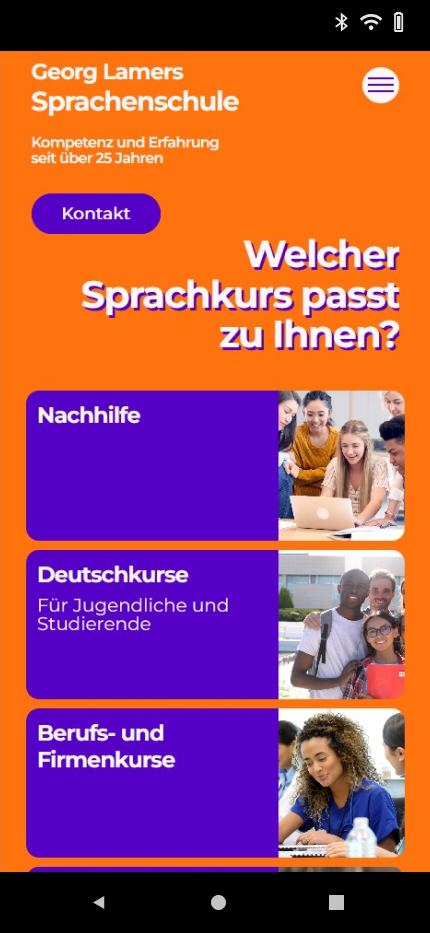 Georg Lamers
Sprachenschule
Kompetenz und Erfahrung
seit über 25 Jahren
Kontakt
Welcher
Sprachkurs passt
zu Ihnen?
Nachhilfe
Deutschkurse
Für Jugendliche und
Studierende
Berufs- und
Firmenkurse